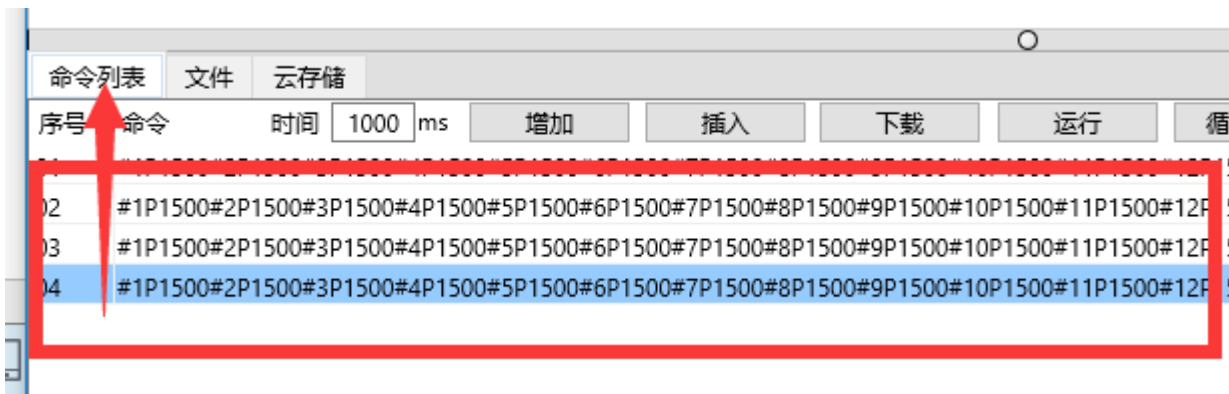 命令列表 文件 云存储
序号 命令 时间 1000 ms 增加 插入 下载 运行 循
02 #1P1500#2P1500#3P1500#4P1500#5P1500#6P1500#7P1500#8P1500#9P1500#10P1500#11P1500#12P
03 #1P1500#2P1500#3P1500#4P1500#5P1500#6P1500#7P1500#8P1500#9P1500#10P1500#11P1500#12P
04 #1P1500#2P1500#3P1500#4P1500#5P1500#6P1500#7P1500#8P1500#9P1500#10P1500#11P1500#12P